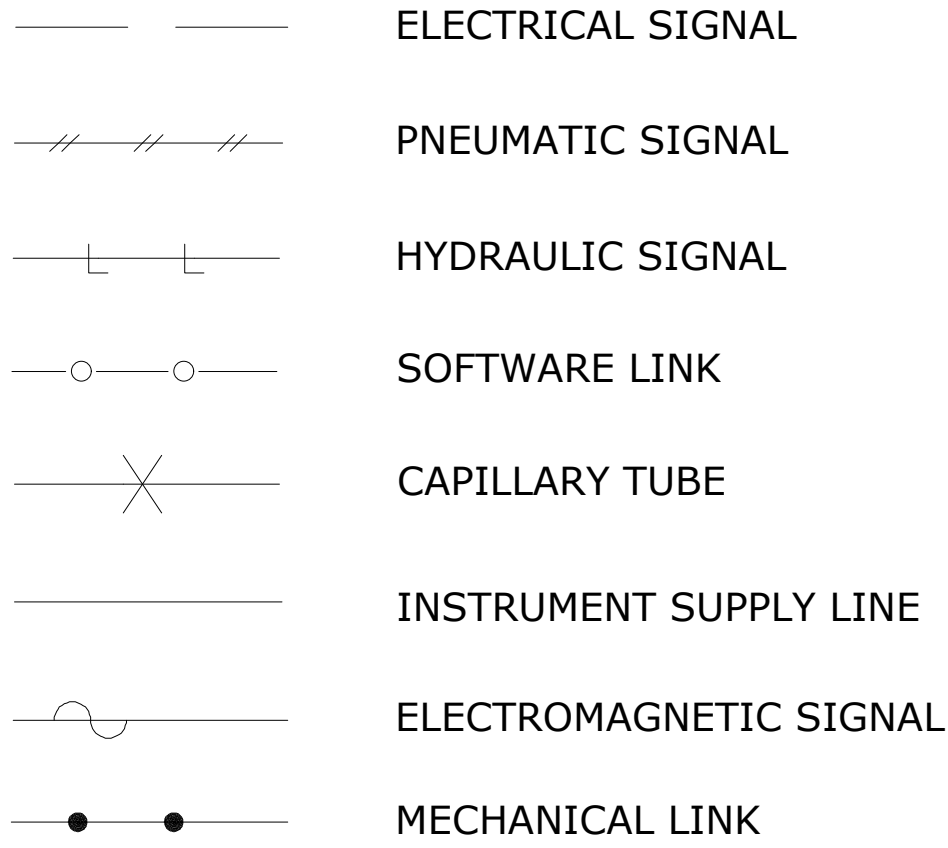 ELECTRICAL SIGNAL
PNEUMATIC SIGNAL
HYDRAULIC SIGNAL
SOFTWARE LINK
CAPILLARY TUBE
INSTRUMENT SUPPLY LINE
ELECTROMAGNETIC SIGNAL
MECHANICAL LINK